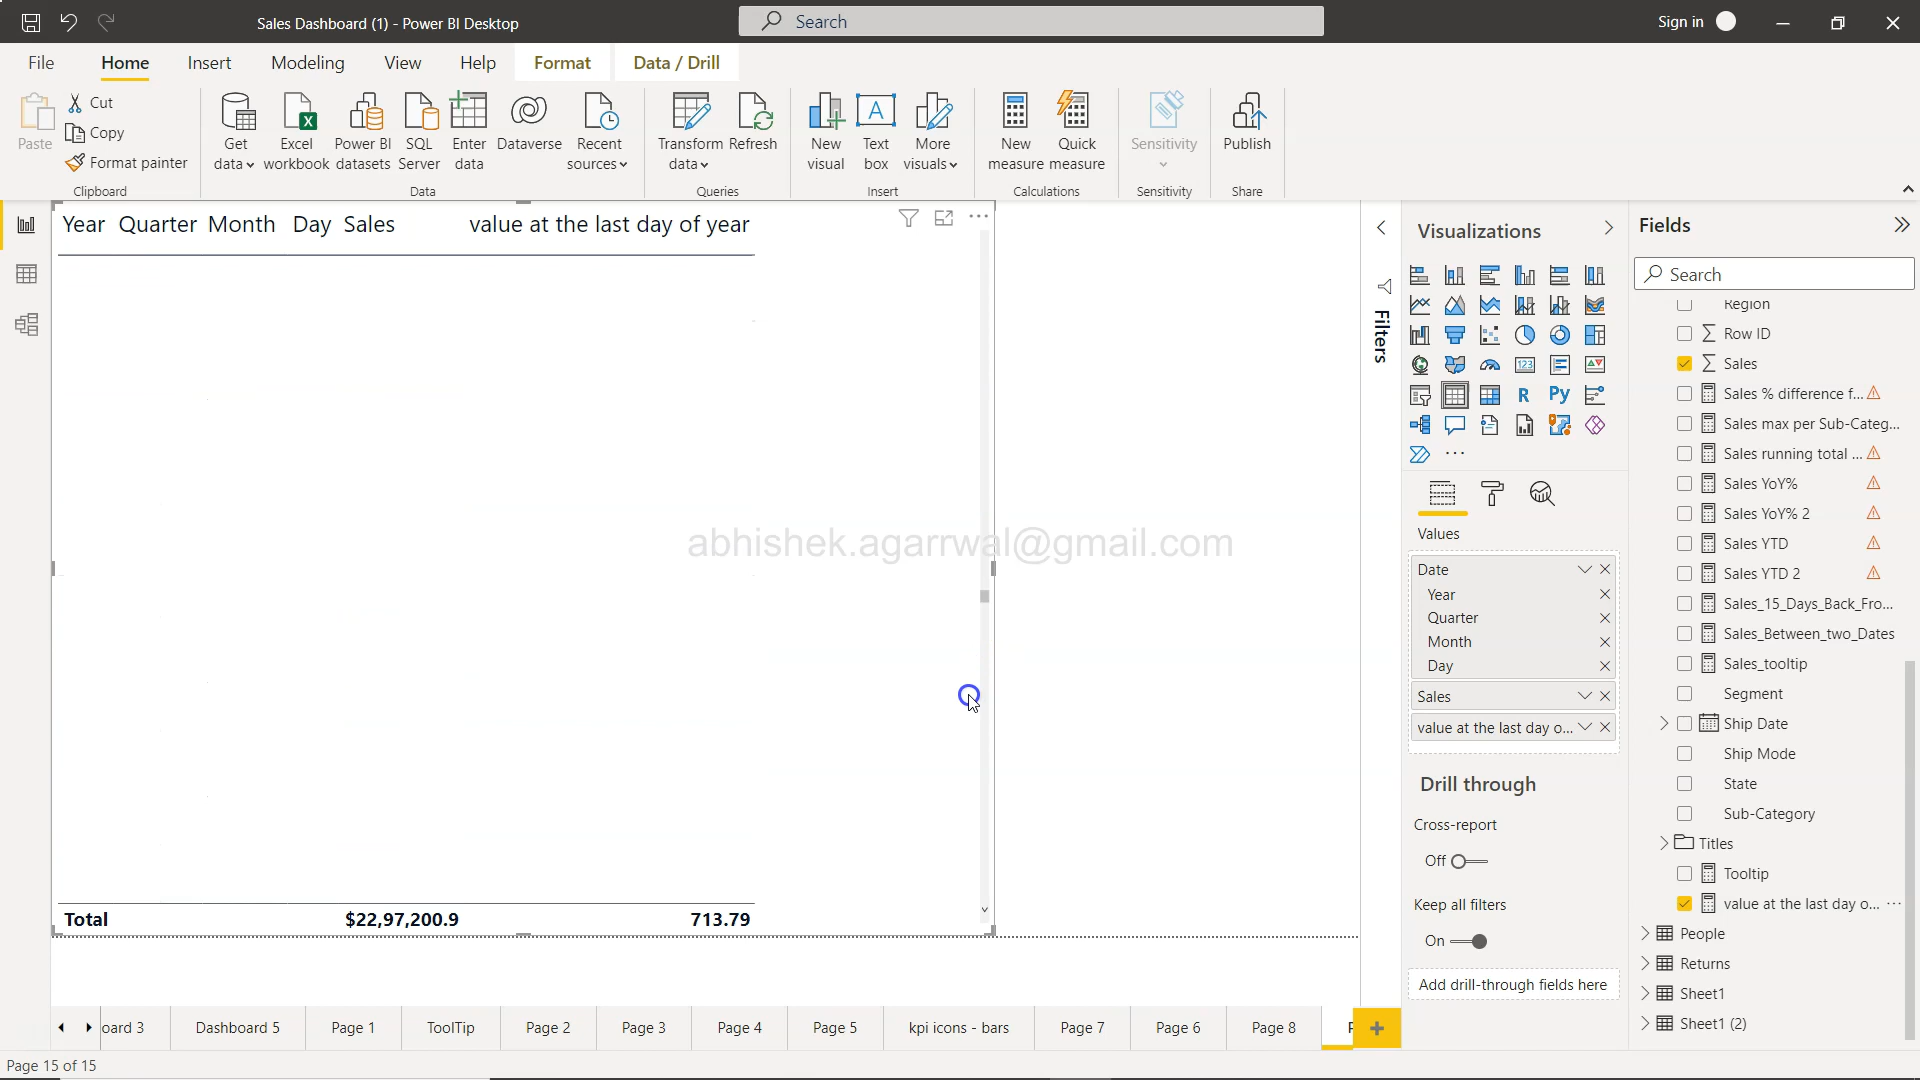 Sales Dashboard (1) - Power BI Desktop
Search
Sign in
File Home Insert Modeling View Help Format Data / Drill
Paste
Cut
Copy
Format painter
Clipboard
Get data
Excel workbook
Power BI datasets
SQL Server
Enter data
Dataverse
Recent sources
Data
Transform data
Refresh
Queries
New visual
Text box
More visuals
Insert
New measure
Quick measure
Calculations
Sensitivity
Sensitivity
Publish
Share
Year Quarter Month Day Sales value at the last day of year
abhishek.agarrwal@gmail.com
Total $22,97,200.9 713.79
Filters
Visualizations
R Py
123
Values
Date
Year
Quarter
Month
Day
Sales
value at the last day o...
Drill through
Cross-report
Off
Keep all filters
On
Add drill-through fields here
Fields
Search
Region
Row ID
Sales
Sales % difference f...
Sales max per Sub-Categ...
Sales running total ...
Sales YoY%
Sales YoY% 2
Sales YTD
Sales YTD 2
Sales_15_Days_Back_Fro...
Sales_Between_two_Dates
Sales_tooltip
Segment
Ship Date
Ship Mode
State
Sub-Category
Titles
Tooltip
value at the last day o...
People
Returns
Sheet1
Sheet1 (2)
oard 3 Dashboard 5 Page 1 ToolTip Page 2 Page 3 Page 4 Page 5 kpi icons - bars Page 7 Page 6 Page 8
Page 15 of 15